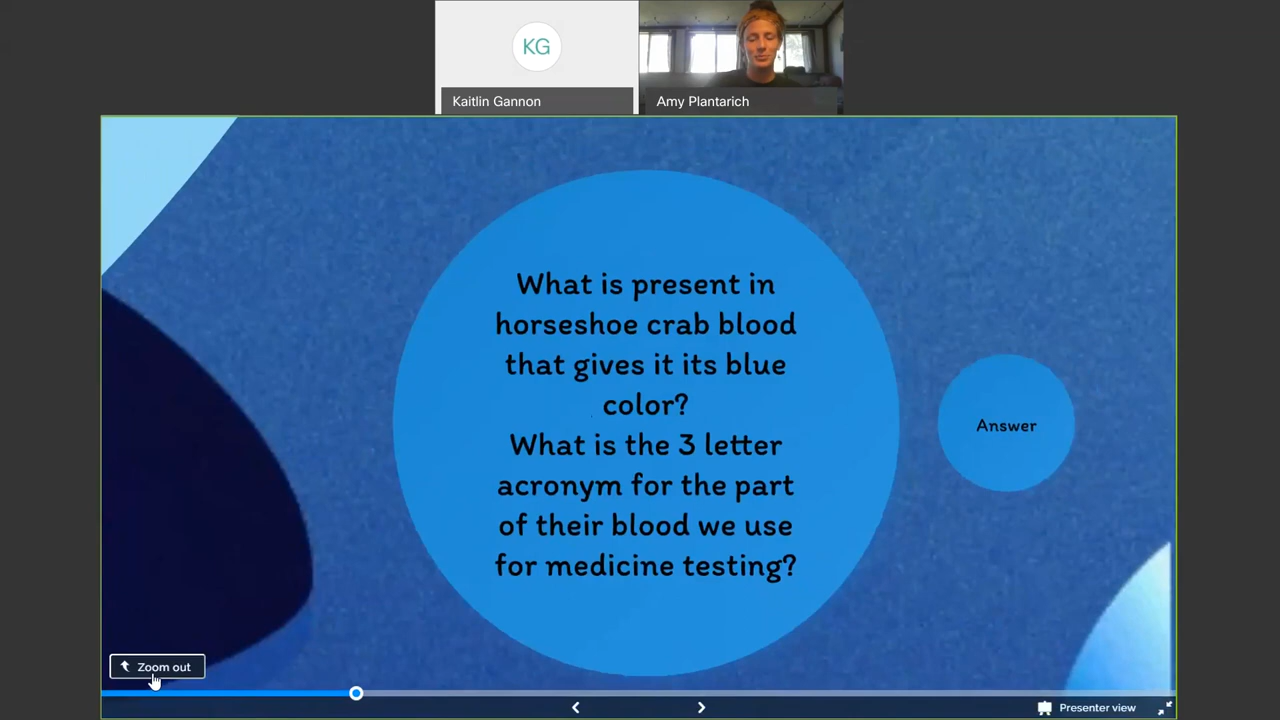 KG
Kaitlin Gannon
Amy Plantarich
What is present in
horseshoe crab blood
that gives it its blue
color?
What is the 3 letter
acronym for the part
of their blood we use
for medicine testing?
Answer
Zoom out
Presenter view